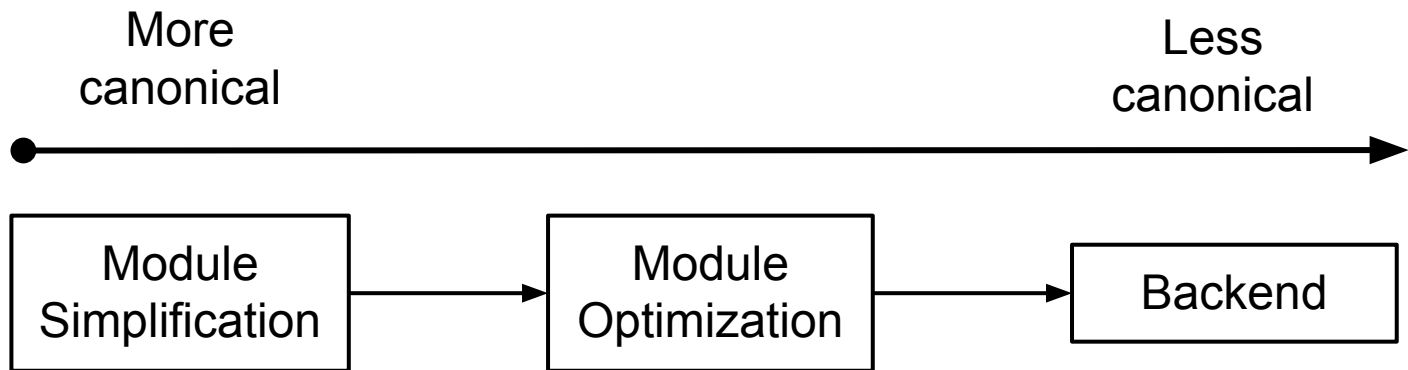 More
canonical
Less
canonical
Module
Simplification
Module
Optimization
Backend